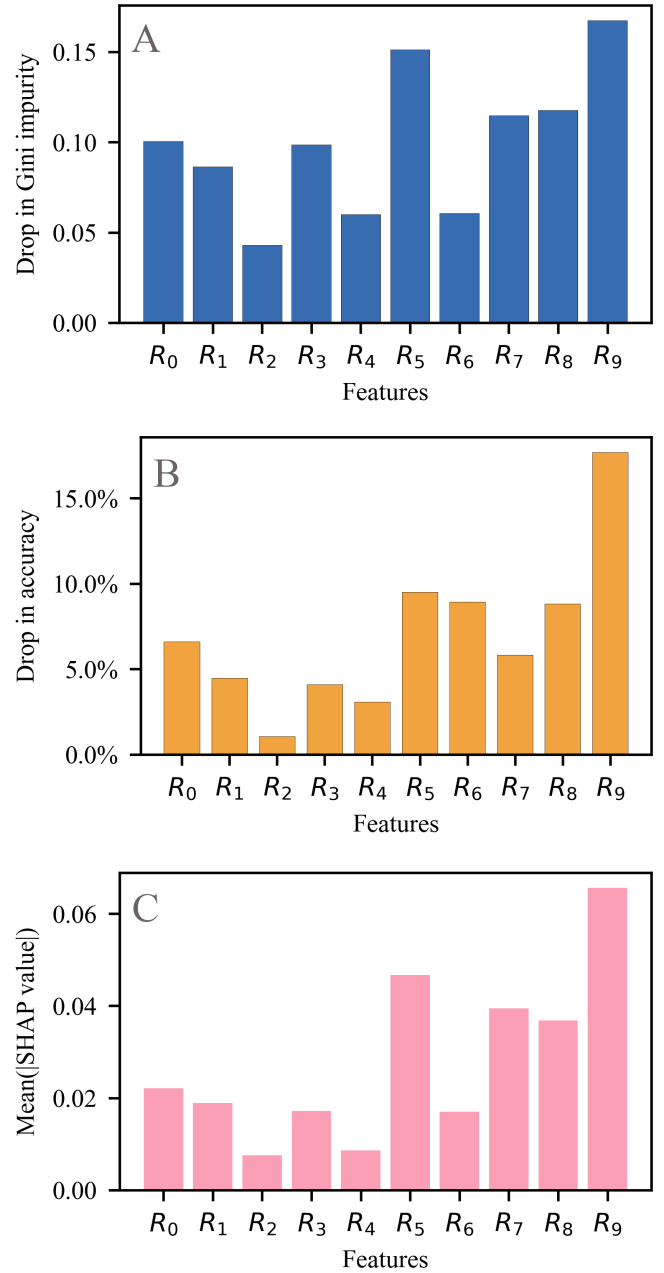 A
Drop in Gini impurity
0.15
0.10
0.05
0.00
R₀ R₁ R₂ R₃ R₄ R₅ R₆ R₇ R₈ R₉
Features
B
Drop in accuracy
15.0%
10.0%
5.0%
0.0%
R₀ R₁ R₂ R₃ R₄ R₅ R₆ R₇ R₈ R₉
Features
C
Mean(|SHAP value|)
0.06
0.04
0.02
0.00
R₀ R₁ R₂ R₃ R₄ R₅ R₆ R₇ R₈ R₉
Features